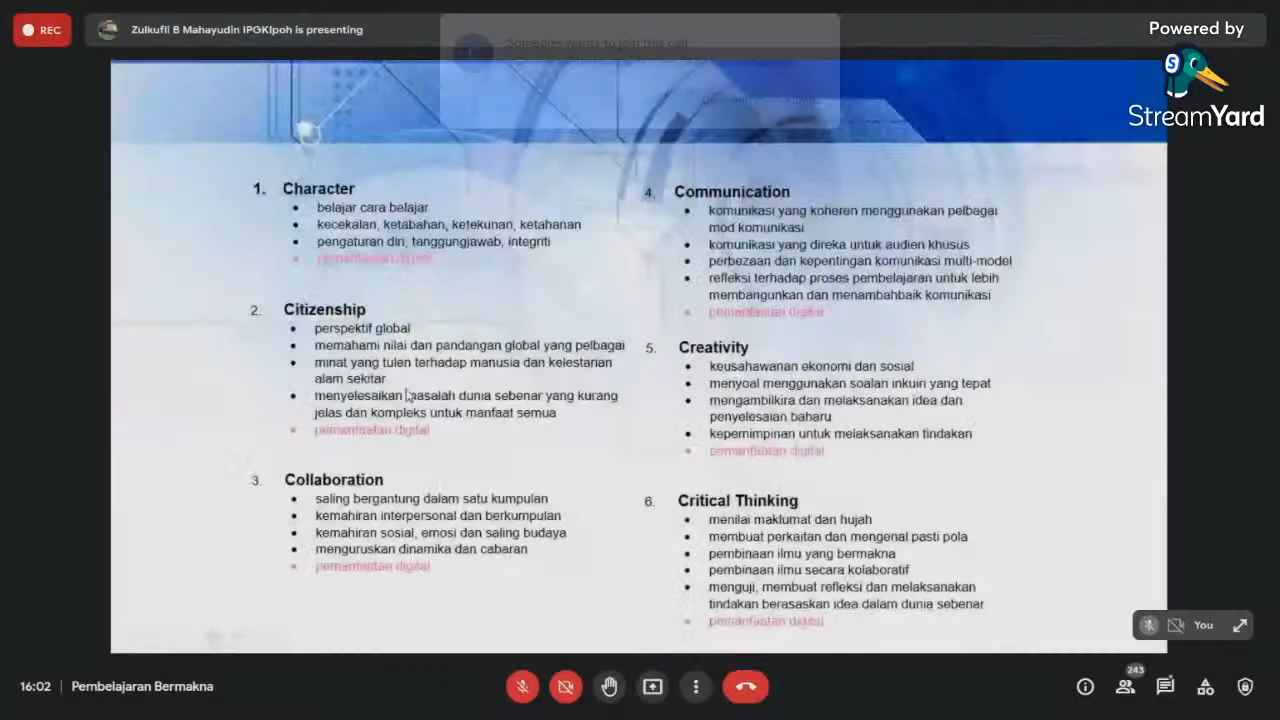 REC
Zulkufli B Mahayudin IPGKIpoh is presenting
Someone wants to join this call
Powered by
StreamYard
1. Character
• belajar cara belajar
• kecekalan, ketabahan, ketekunan, ketahanan
• pengaturan diri, tanggungjawab, integriti
• pemanfaatan digital
2. Citizenship
• perspektif global
• memahami nilai dan pandangan global yang pelbagai
• minat yang tulen terhadap manusia dan kelestarian
alam sekitar
• menyelesaikan masalah dunia sebenar yang kurang
jelas dan kompleks untuk manfaat semua
• pemanfaatan digital
3. Collaboration
• saling bergantung dalam satu kumpulan
• kemahiran interpersonal dan berkumpulan
• kemahiran sosial, emosi dan saling budaya
• menguruskan dinamika dan cabaran
• pemanfaatan digital
4. Communication
• komunikasi yang koheren menggunakan pelbagai
mod komunikasi
• komunikasi yang direka untuk audien khusus
• perbezaan dan kepentingan komunikasi multi-model
• refleksi terhadap proses pembelajaran untuk lebih
membangunkan dan menambahbaik komunikasi
• pemanfaatan digital
5. Creativity
• keusahawanan ekonomi dan sosial
• menyoal menggunakan soalan inkuiri yang tepat
• mengambilkira dan melaksanakan idea dan
penyelesaian baharu
• kepemimpinan untuk melaksanakan tindakan
• pemanfaatan digital
6. Critical Thinking
• menilai maklumat dan hujah
• membuat perkaitan dan mengenal pasti pola
• pembinaan ilmu yang bermakna
• pembinaan ilmu secara kolaboratif
• menguji, membuat refleksi dan melaksanakan
tindakan berasaskan idea dalam dunia sebenar
• pemanfaatan digital
You
16:02 | Pembelajaran Bermakna
243